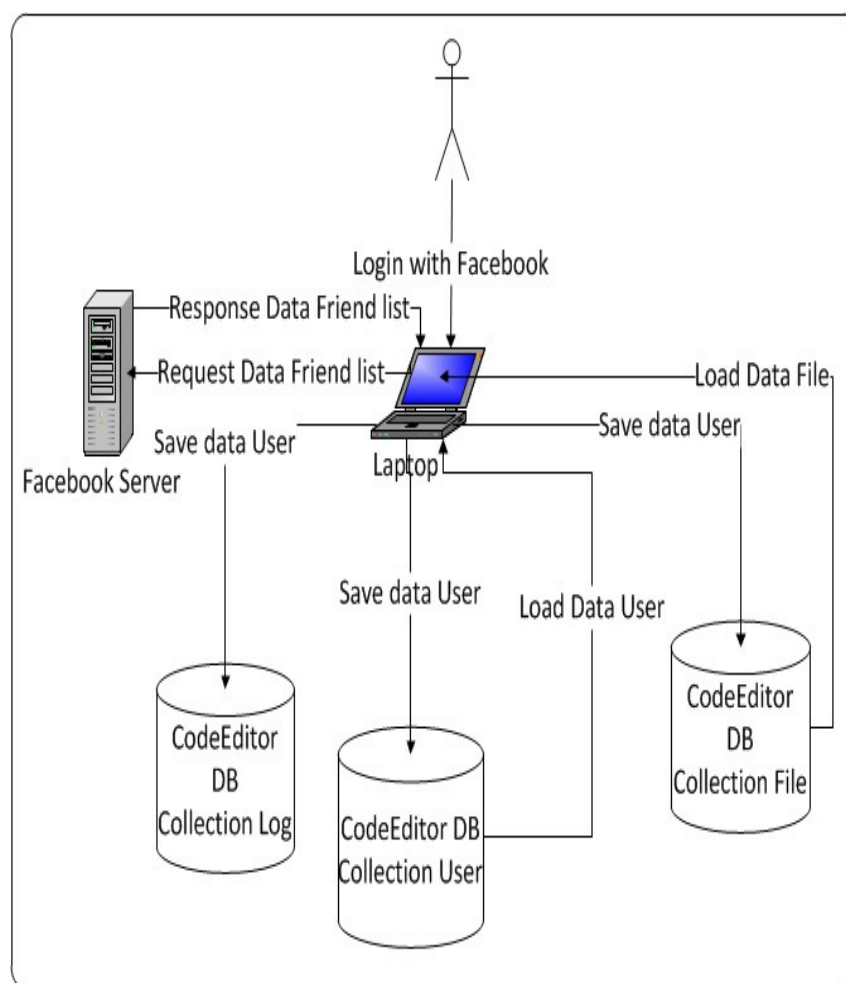 Login with Facebook
Response Data Friend list
Request Data Friend list
Load Data File
Save data User
Save data User
Laptop
Facebook Server
Save data User
Load Data User
CodeEditor
DB
Collection Log
CodeEditor DB
Collection User
CodeEditor
DB
Collection File